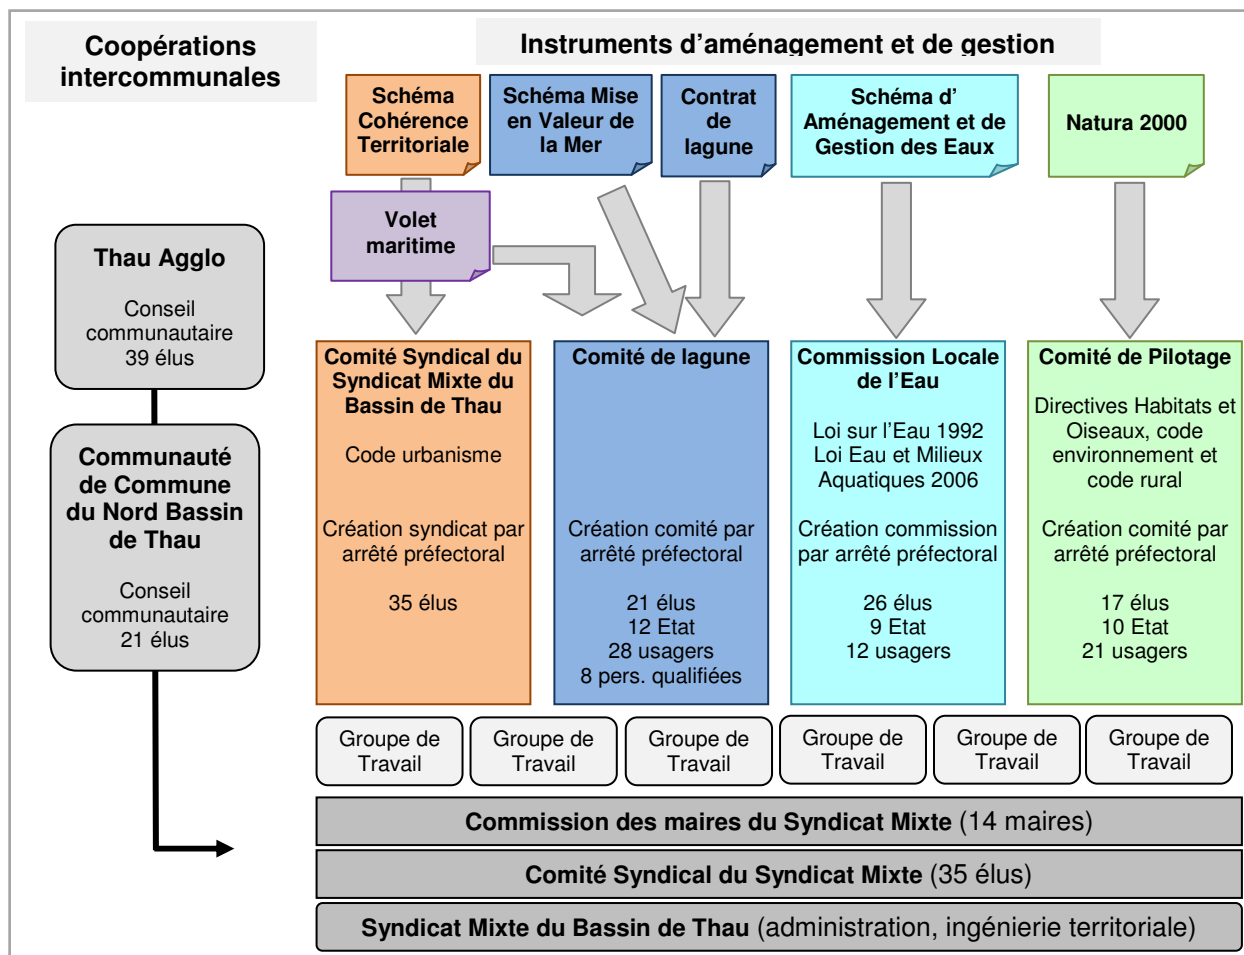 Coopérations
intercommunales
Instruments d’aménagement et de gestion
Schéma
Cohérence
Territoriale
Schéma Mise
en Valeur de
la Mer
Contrat
de
lagune
Schéma d’
Aménagement et de
Gestion des Eaux
Natura 2000
Volet
maritime
Thau Agglo
Conseil
communautaire
39 élus
Communauté
de Commune
du Nord Bassin
de Thau
Conseil
communautaire
21 élus
Comité Syndical du
Syndicat Mixte du
Bassin de Thau
Code urbanisme
Création syndicat par
arrêté préfectoral
35 élus
Comité de lagune
Création comité par
arrêté préfectoral
21 élus
12 Etat
28 usagers
8 pers. qualifiées
Commission Locale
de l’Eau
Loi sur l’Eau 1992
Loi Eau et Milieux
Aquatiques 2006
Création commission
par arrêté préfectoral
26 élus
9 Etat
12 usagers
Comité de Pilotage
Directives Habitats et
Oiseaux, code
environnement et
code rural
Création comité par
arrêté préfectoral
17 élus
10 Etat
21 usagers
Groupe de
Travail
Groupe de
Travail
Groupe de
Travail
Groupe de
Travail
Groupe de
Travail
Groupe de
Travail
Commission des maires du Syndicat Mixte (14 maires)
Comité Syndical du Syndicat Mixte (35 élus)
Syndicat Mixte du Bassin de Thau (administration, ingénierie territoriale)